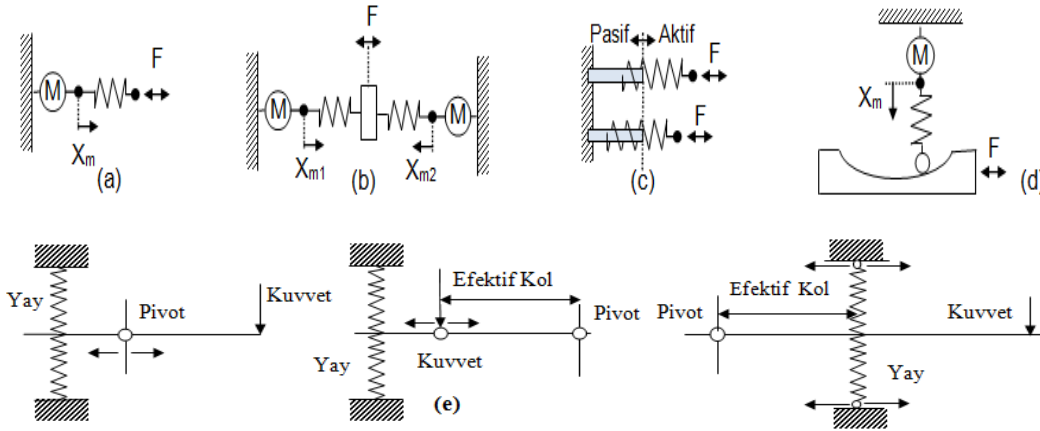 M
F
Xm
(a)
F
M
M
Xm1
Xm2
(b)
Pasif
Aktif
F
F
(c)
M
Xm
F
(d)
Yay
Pivot
Kuvvet
Efektif Kol
Pivot
Kuvvet
Yay
(e)
Pivot
Efektif Kol
Kuvvet
Yay